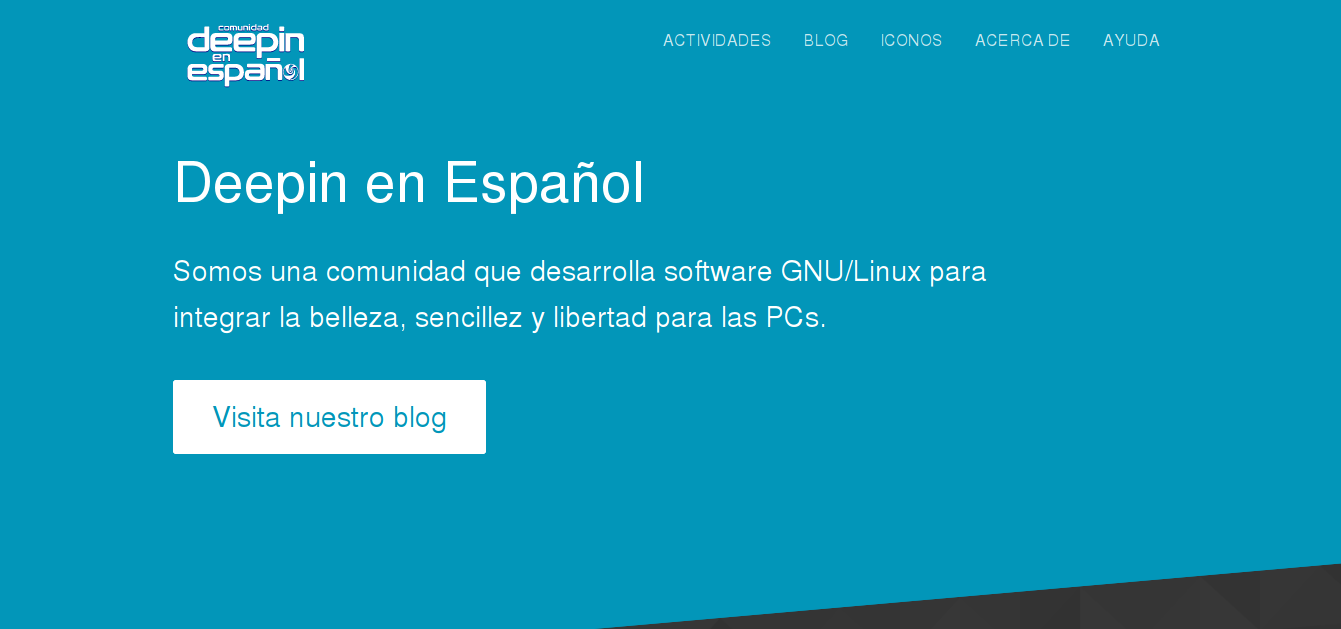 comunidad
deepin
en
español
ACTIVIDADES BLOG ICONOS ACERCA DE AYUDA
Deepin en Español
Somos una comunidad que desarrolla software GNU/Linux para
integrar la belleza, sencillez y libertad para las PCs.
Visita nuestro blog